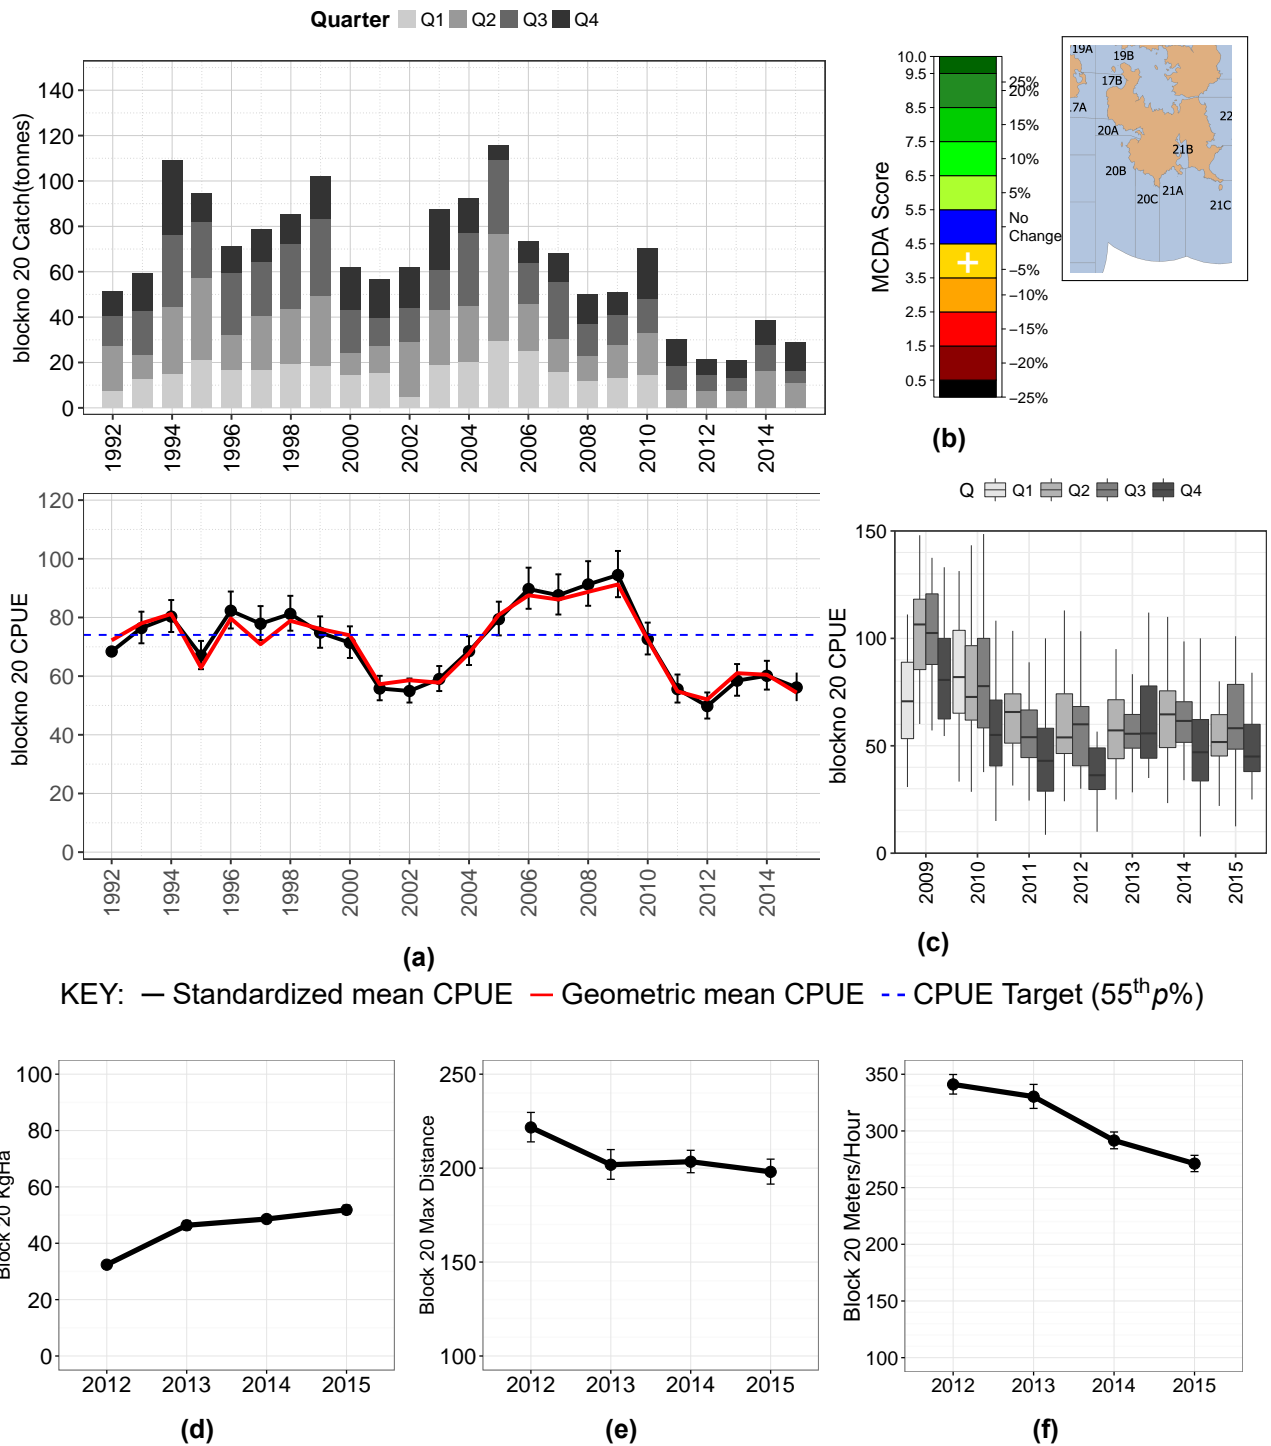 Quarter Q1 Q2 Q3 Q4
blockno 20 Catch(tonnes)
140
120
100
80
60
40
20
0
1992 1994 1996 1998 2000 2002 2004 2006 2008 2010 2012 2014
blockno 20 CPUE
120
100
80
60
40
20
0
1992 1994 1996 1998 2000 2002 2004 2006 2008 2010 2012 2014
(a)
MCDA Score
10.0
9.5
8.5
7.5
6.5
5.5
4.5
3.5
2.5
1.5
0.5
25%
20%
15%
10%
5%
No
Change
−5%
−10%
−15%
−20%
−25%
(b)
19A
19B
17B
17A
22
20A
21B
20B
21A
20C
21C
Q Q1 Q2 Q3 Q4
blockno 20 CPUE
150
100
50
0
2009 2010 2011 2012 2013 2014 2015
(c)
KEY: Standardized mean CPUE Geometric mean CPUE CPUE Target (55th p%)
Block 20 KgHa
100
80
60
40
20
0
2012 2013 2014 2015
(d)
Block 20 Max Distance
250
200
150
100
2012 2013 2014 2015
(e)
Block 20 Meters/Hour
350
300
250
200
150
100
2012 2013 2014 2015
(f)